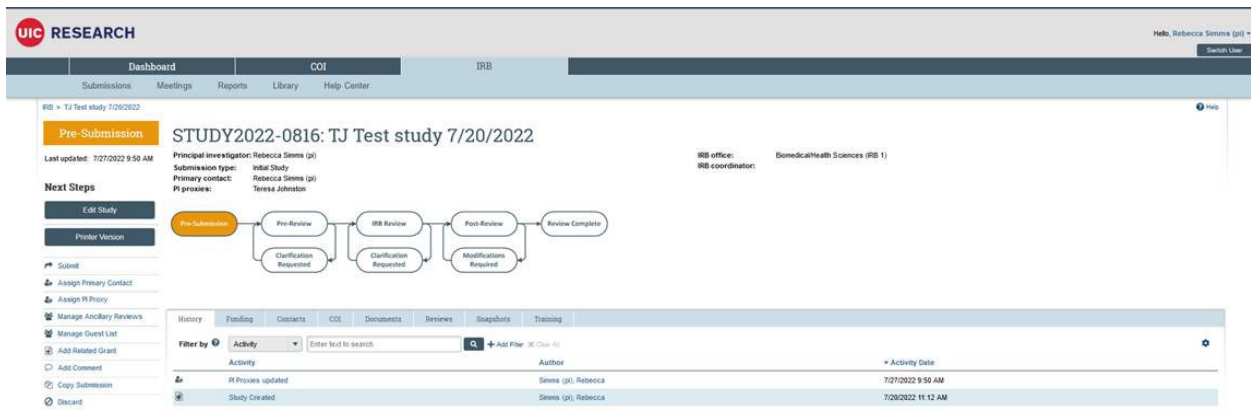 UIC RESEARCH
Hello, Rebecca Simms (pi)
Switch User
Dashboard COI IRB
Submissions Meetings Reports Library Help Center
IRB > TJ Test study 7/20/2022
Help
Pre-Submission
Last updated: 7/27/2022 9:50 AM
Next Steps
Edit Study
Printer Version
Submit
Assign Primary Contact
Assign PI Proxy
Manage Ancillary Reviews
Manage Guest List
Add Related Grant
Add Comment
Copy Submission
Discard
STUDY2022-0816: TJ Test study 7/20/2022
Principal investigator: Rebecca Simms (pi)
Submission type: Initial Study
Primary contact: Rebecca Simms (pi)
PI proxies: Teresa Johnston
IRB office: Biomedical/Health Sciences (IRB 1)
IRB coordinator:
Pre-Submission Pre-Review IRB Review Post-Review Review Complete
Clarification Requested
Clarification Requested
Modifications Required
History Funding Contacts COI Documents Reviews Snapshots Training
Filter by Activity Enter text to search Add Filter Clear All
Activity Author Activity Date
PI Proxies updated Simms (pi), Rebecca 7/27/2022 9:50 AM
Study Created Simms (pi), Rebecca 7/20/2022 11:12 AM